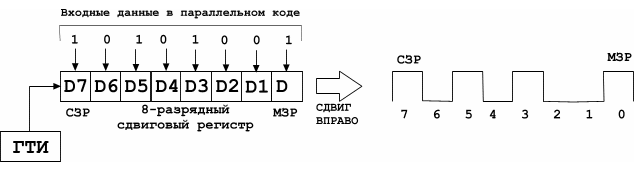 Входные данные в параллельном коде
1 0 1 0 1 0 0 1
D7 D6 D5 D4 D3 D2 D1 D
СЗР 8-разрядный МЗР
сдвиговый регистр
ГТИ
СДВИГ
ВПРАВО
СЗР МЗР
7 6 5 4 3 2 1 0